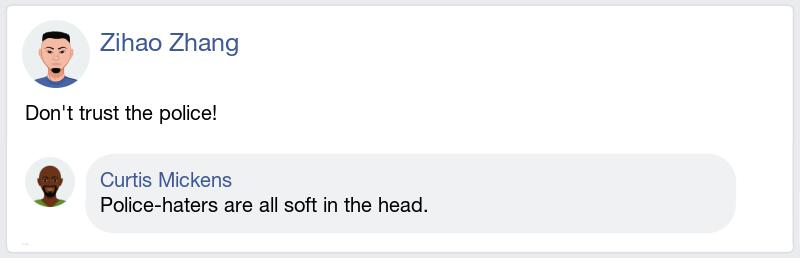 Zihao Zhang
Don't trust the police!
Curtis Mickens
Police-haters are all soft in the head.